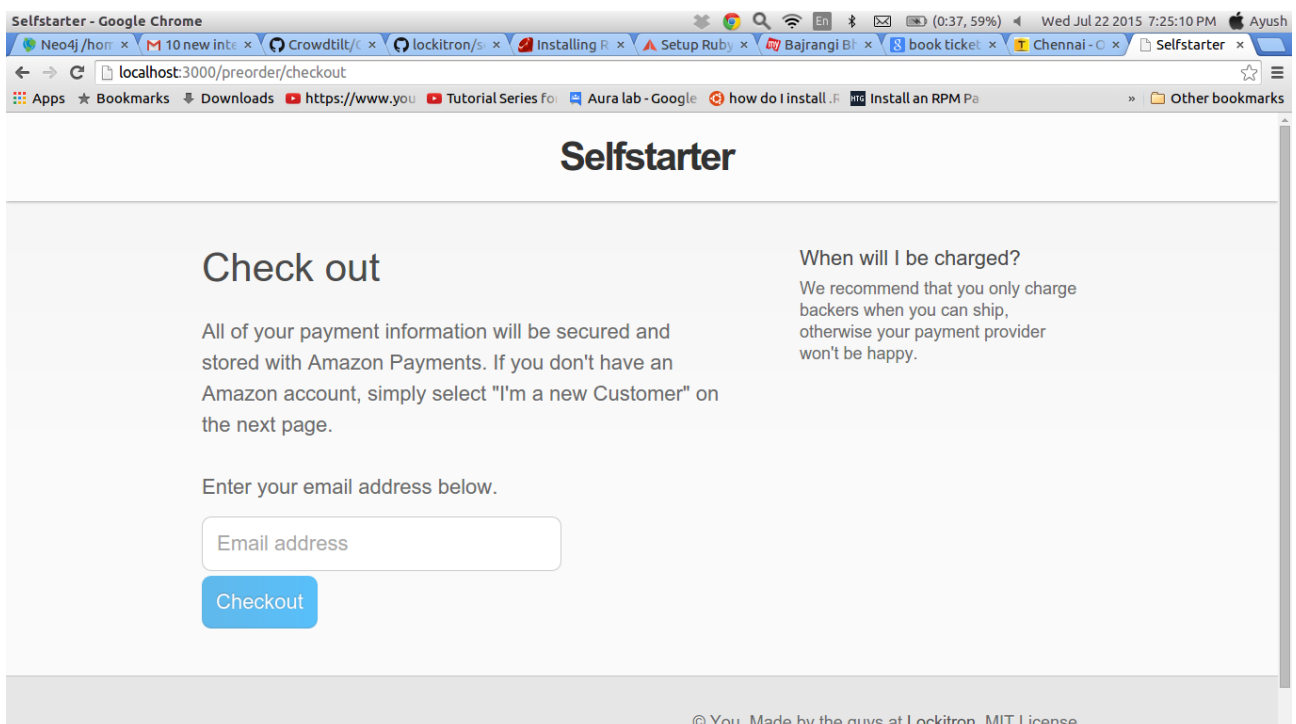 Selfstarter - Google Chrome
En (0:37, 59%) Wed Jul 22 2015 7:25:10 PM Ayush
Neo4j /hom × 10 new inte × Crowdtilt/C × lockitron/s × Installing R × Setup Ruby × Bajrangi Bh × book ticket × Chennai - O × Selfstarter ×
localhost:3000/preorder/checkout
Apps Bookmarks Downloads https://www.you Tutorial Series for Aura lab - Google how do I install .R Install an RPM Pa » Other bookmarks
Selfstarter
Check out
All of your payment information will be secured and
stored with Amazon Payments. If you don't have an
Amazon account, simply select "I'm a new Customer" on
the next page.
Enter your email address below.
Email address
Checkout
When will I be charged?
We recommend that you only charge
backers when you can ship,
otherwise your payment provider
won't be happy.
© You. Made by the guys at Lockitron. MIT License